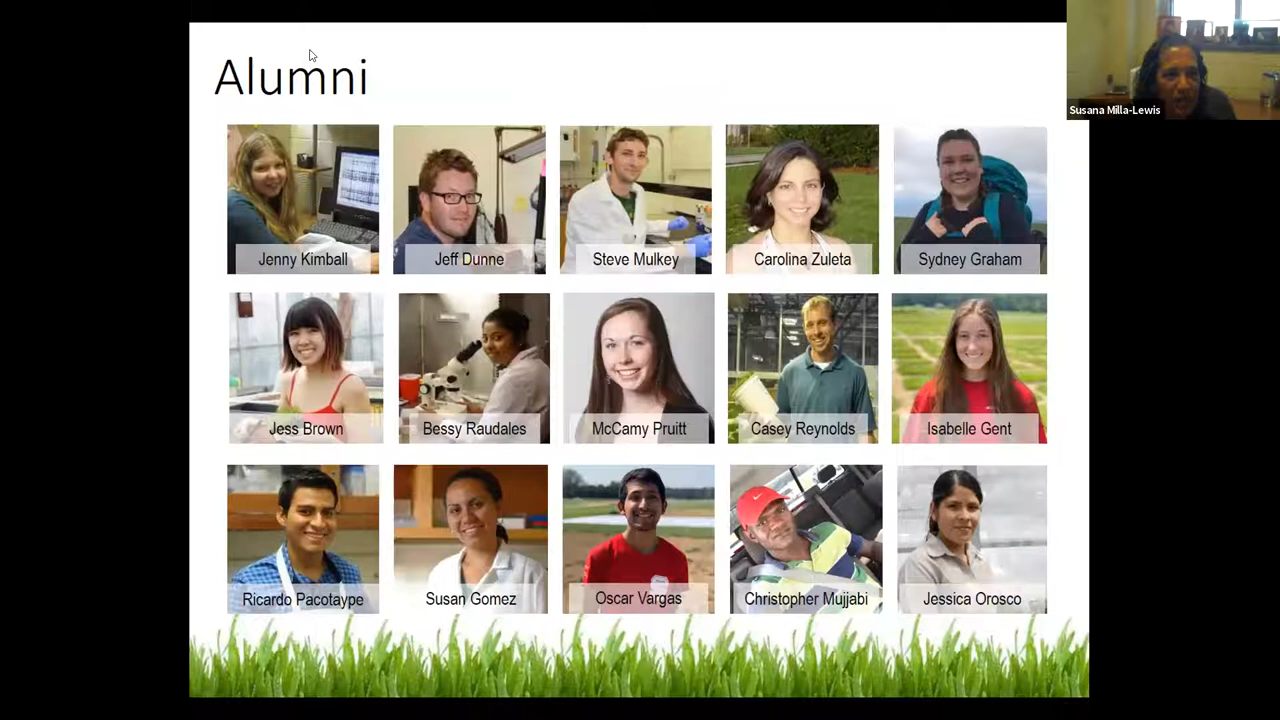 Alumni
Susana Milla-Lewis
Jenny Kimball
Jeff Dunne
Steve Mulkey
Carolina Zuleta
Sydney Graham
Jess Brown
Bessy Raudales
McCamy Pruitt
Casey Reynolds
Isabelle Gent
Ricardo Pacotaype
Susan Gomez
Oscar Vargas
Christopher Mujjabi
Jessica Orosco